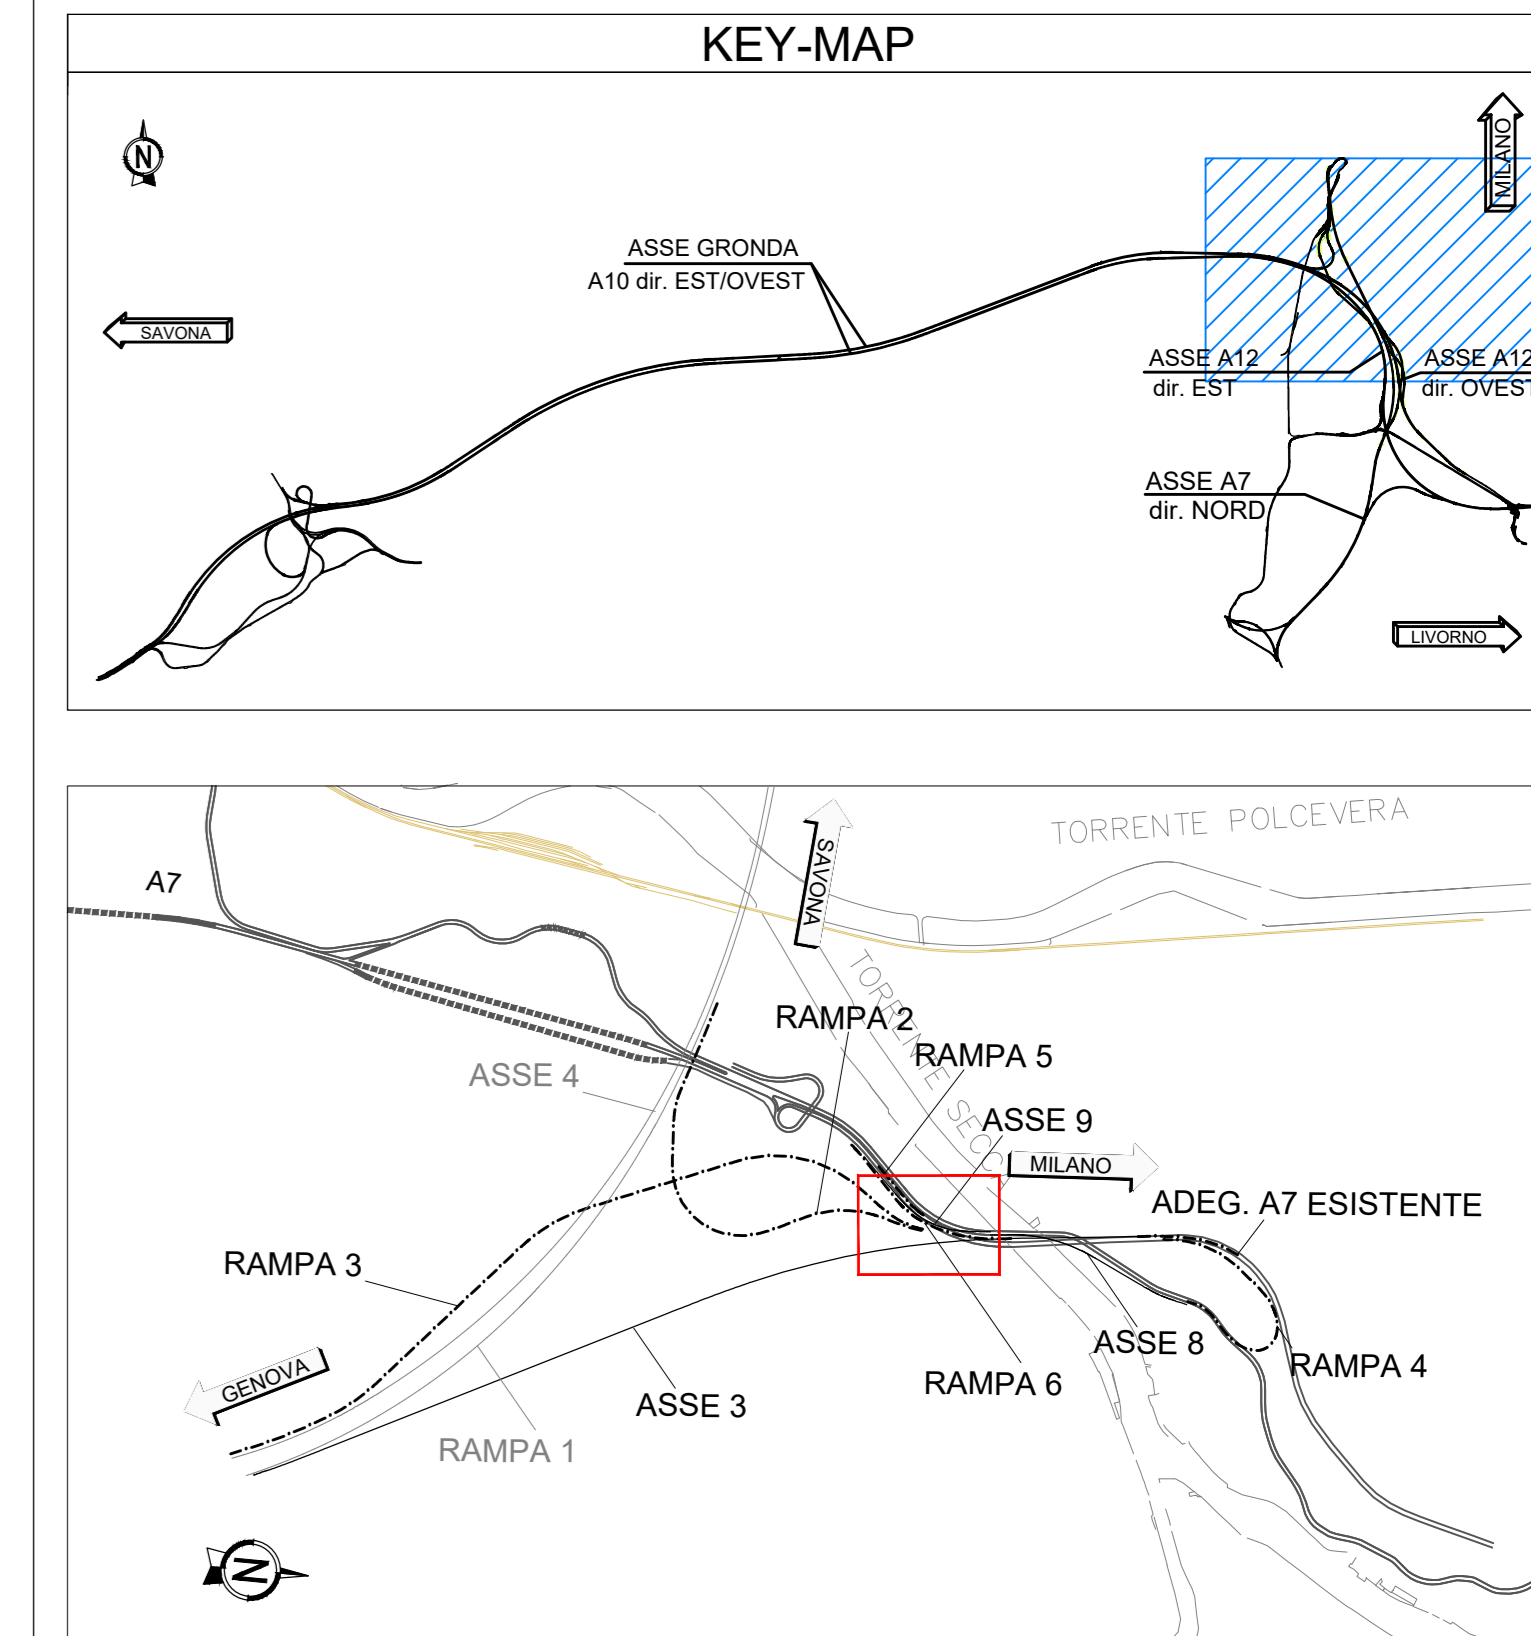 KEY-MAP
N
MILANO
ASSE GRONDA
A10 dir. EST/OVEST
SAVONA
ASSE A12
dir. EST
ASSE A12
dir. OVEST
ASSE A7
dir. NORD
LIVORNO
TORRENTE POLCEVERA
SAVONA
A7
TORRENTE SECCO
RAMPA 2
RAMPA 5
ASSE 4
ASSE 9
MILANO
ADEG. A7 ESISTENTE
RAMPA 3
ASSE 8
RAMPA 4
GENOVA
RAMPA 6
ASSE 3
RAMPA 1
N